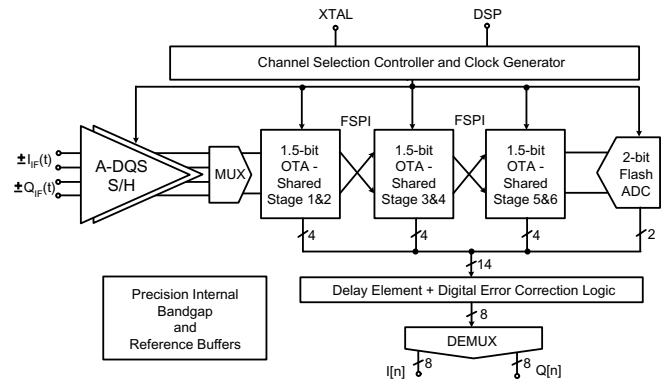 XTAL
DSP
Channel Selection Controller and Clock Generator
FSPI
FSPI
±I_IF(t)
±Q_IF(t)
A-DQS
S/H
MUX
1.5-bit
OTA -
Shared
Stage 1&2
1.5-bit
OTA -
Shared
Stage 3&4
1.5-bit
OTA -
Shared
Stage 5&6
2-bit
Flash
ADC
4
4
4
2
14
Precision Internal
Bandgap
and
Reference Buffers
Delay Element + Digital Error Correction Logic
8
DEMUX
8
8
I[n]
Q[n]